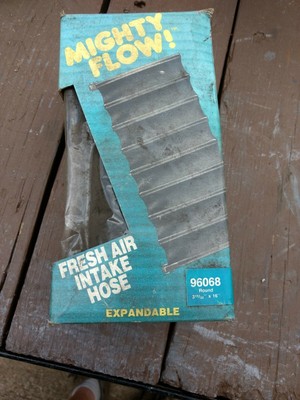 MIGHTY
FLOW!
FRESH AIR
INTAKE
HOSE
96068
Round
EXPANDABLE